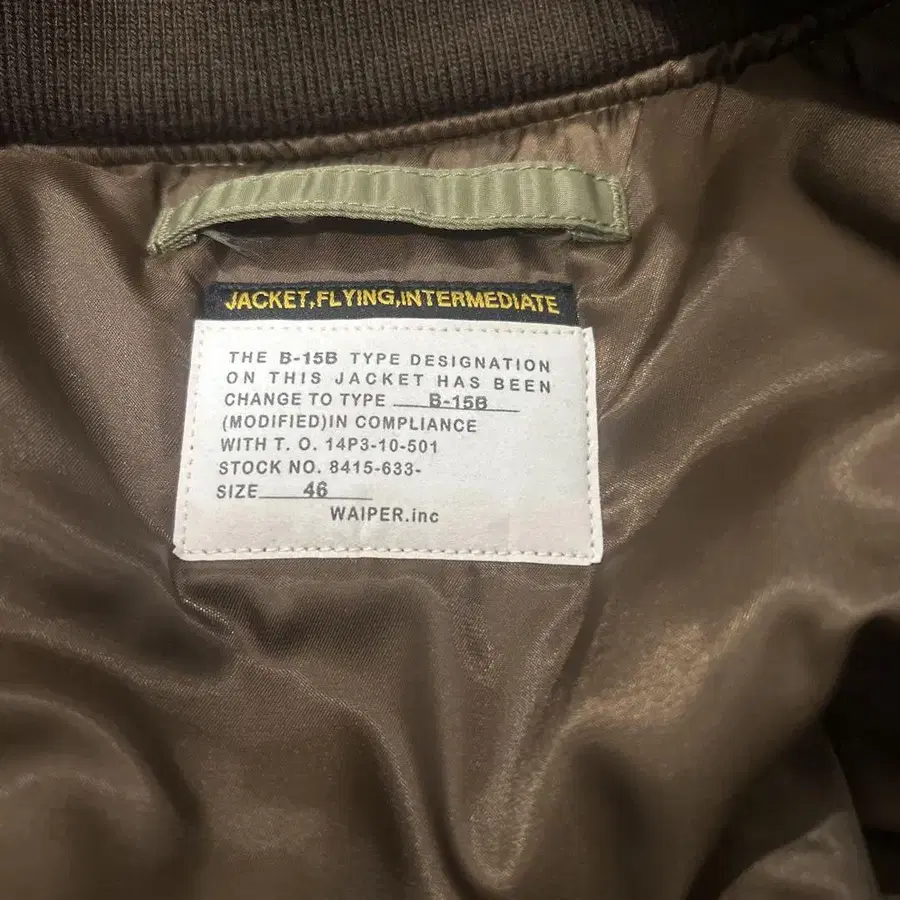 JACKET,FLYING,INTERMEDIATE
THE B-15B TYPE DESIGNATION
ON THIS JACKET HAS BEEN
CHANGE TO TYPE B-15B
(MODIFIED)IN COMPLIANCE
WITH T. O. 14P3-10-501
STOCK NO. 8415-633-
SIZE 46
WAIPER.inc